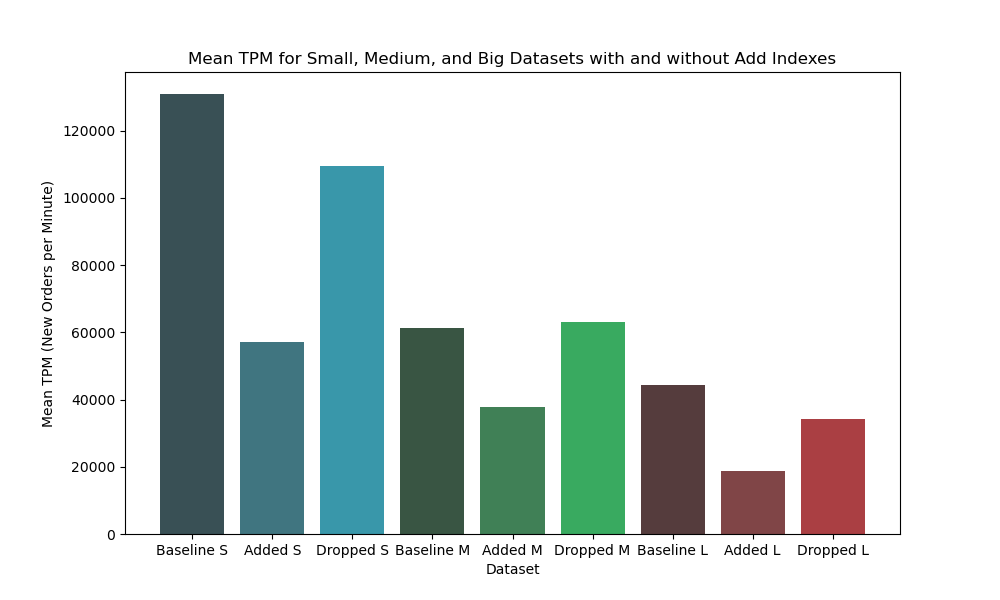 Mean TPM for Small, Medium, and Big Datasets with and without Add Indexes
Mean TPM (New Orders per Minute)
120000
100000
80000
60000
40000
20000
0
Baseline S Added S Dropped S Baseline M Added M Dropped M Baseline L Added L Dropped L
Dataset